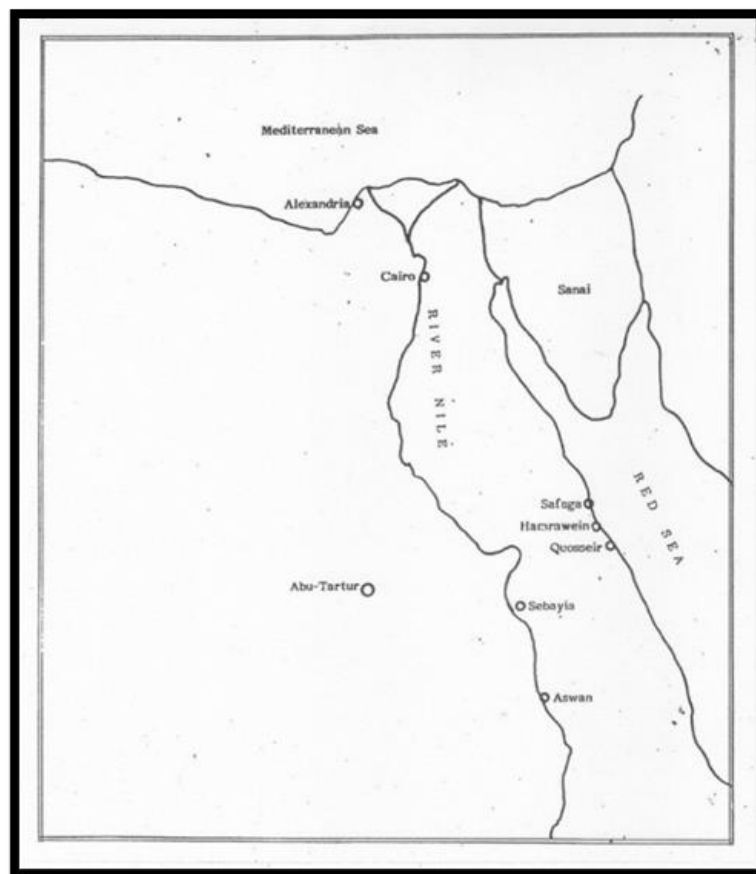 Mediterranean Sea
Alexandria
Cairo
Sanai
RIVER NILE
Safaga
Hamrawein
Quosseir
RED SEA
Abu-Tartur
Sebayia
Aswan